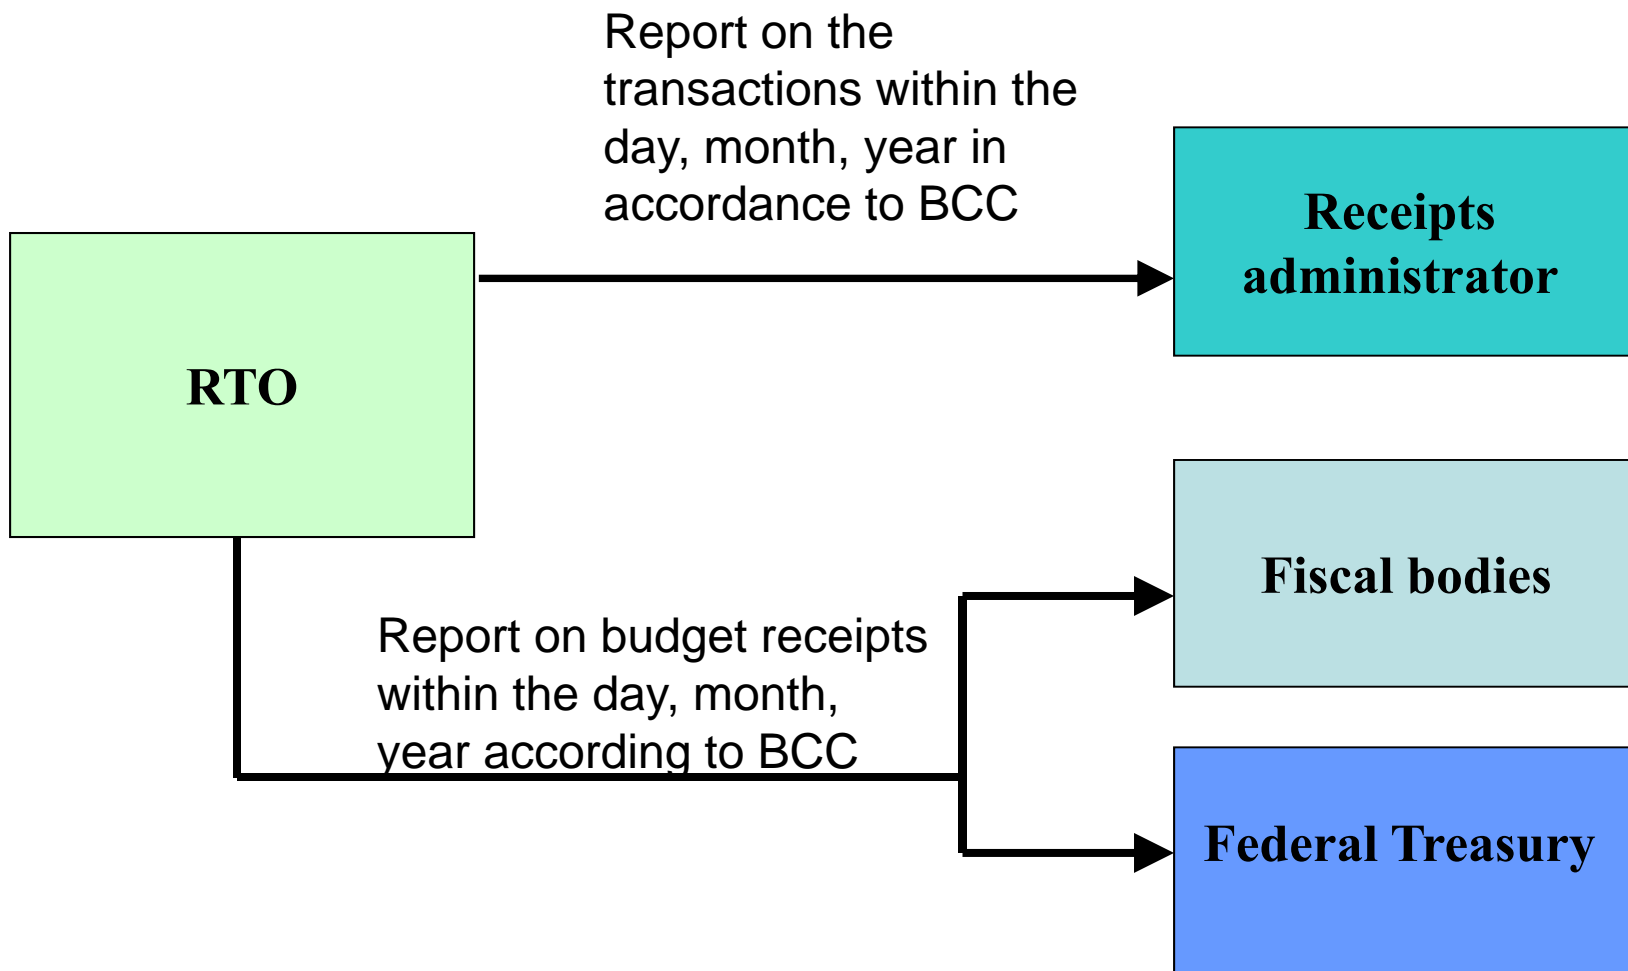 Report on the
transactions within the
day, month, year in
accordance to BCC
Receipts
administrator
RTO
Fiscal bodies
Report on budget receipts
within the day, month,
year according to BCC
Federal Treasury